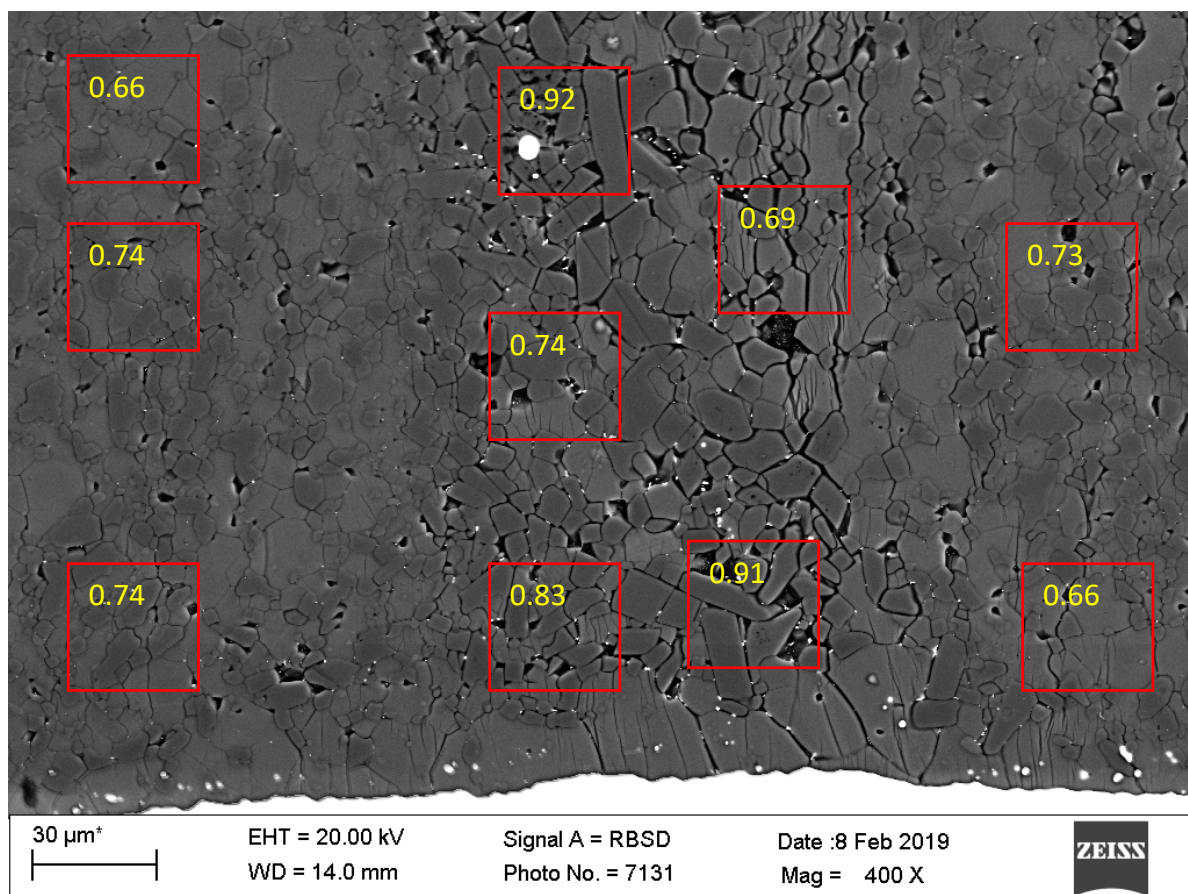 0.66
0.92
0.69
0.74
0.73
0.74
0.74
0.83
0.91
0.66
30 µm*
EHT = 20.00 kV
Signal A = RBSD
Date :8 Feb 2019
ZEISS
WD = 14.0 mm
Photo No. = 7131
Mag = 400 X